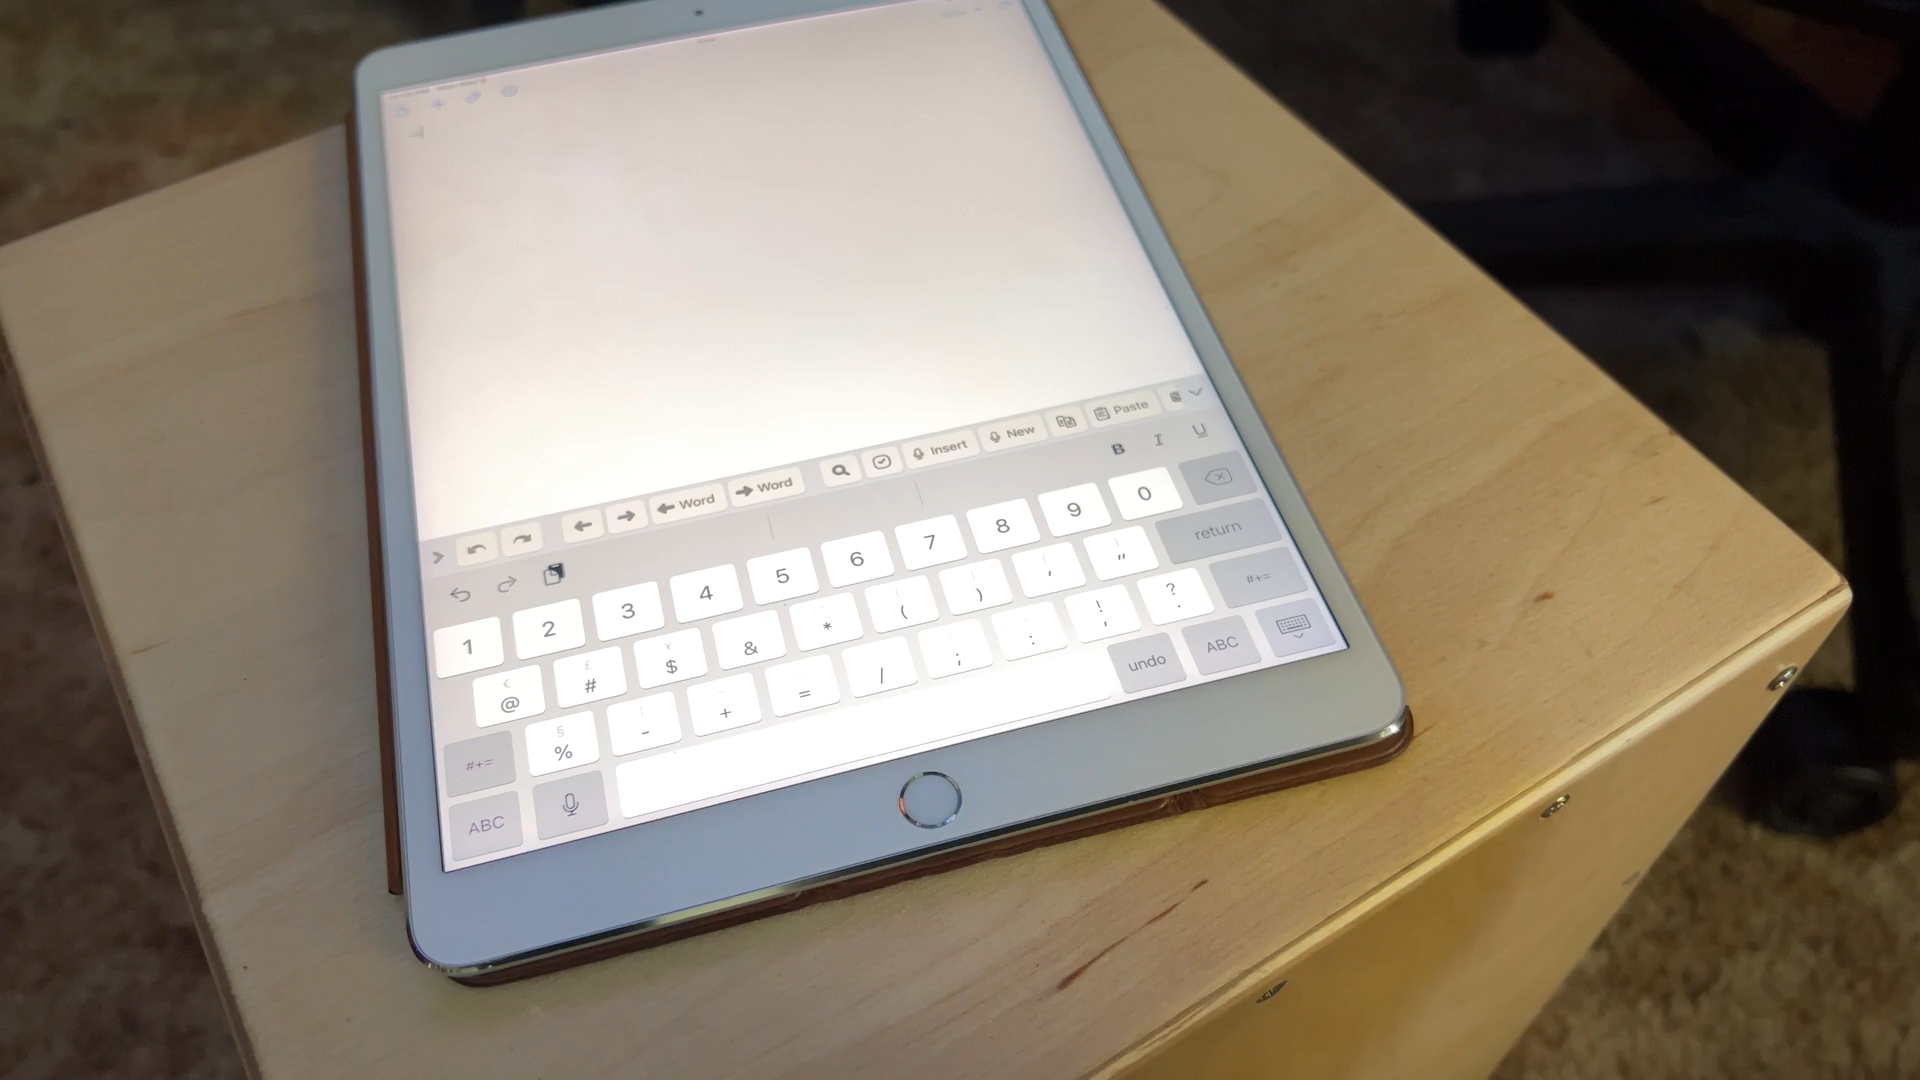 ← → ← Word → Word Insert New Paste
B I U
1 2 3 4 5 6 7 8 9 0
€ £ ¥
@ # $ & * ( ) ' " return
§
#+= % - + = / ; : ! , ? . #+=
ABC undo ABC